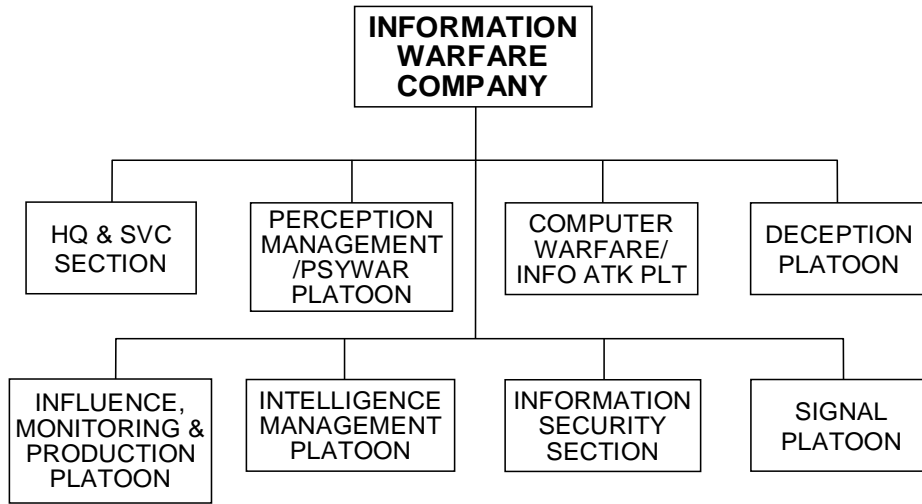 INFORMATION
WARFARE
COMPANY
HQ & SVC
SECTION
PERCEPTION
MANAGEMENT
/PSYWAR
PLATOON
COMPUTER
WARFARE/
INFO ATK PLT
DECEPTION
PLATOON
INFLUENCE,
MONITORING &
PRODUCTION
PLATOON
INTELLIGENCE
MANAGEMENT
PLATOON
INFORMATION
SECURITY
SECTION
SIGNAL
PLATOON